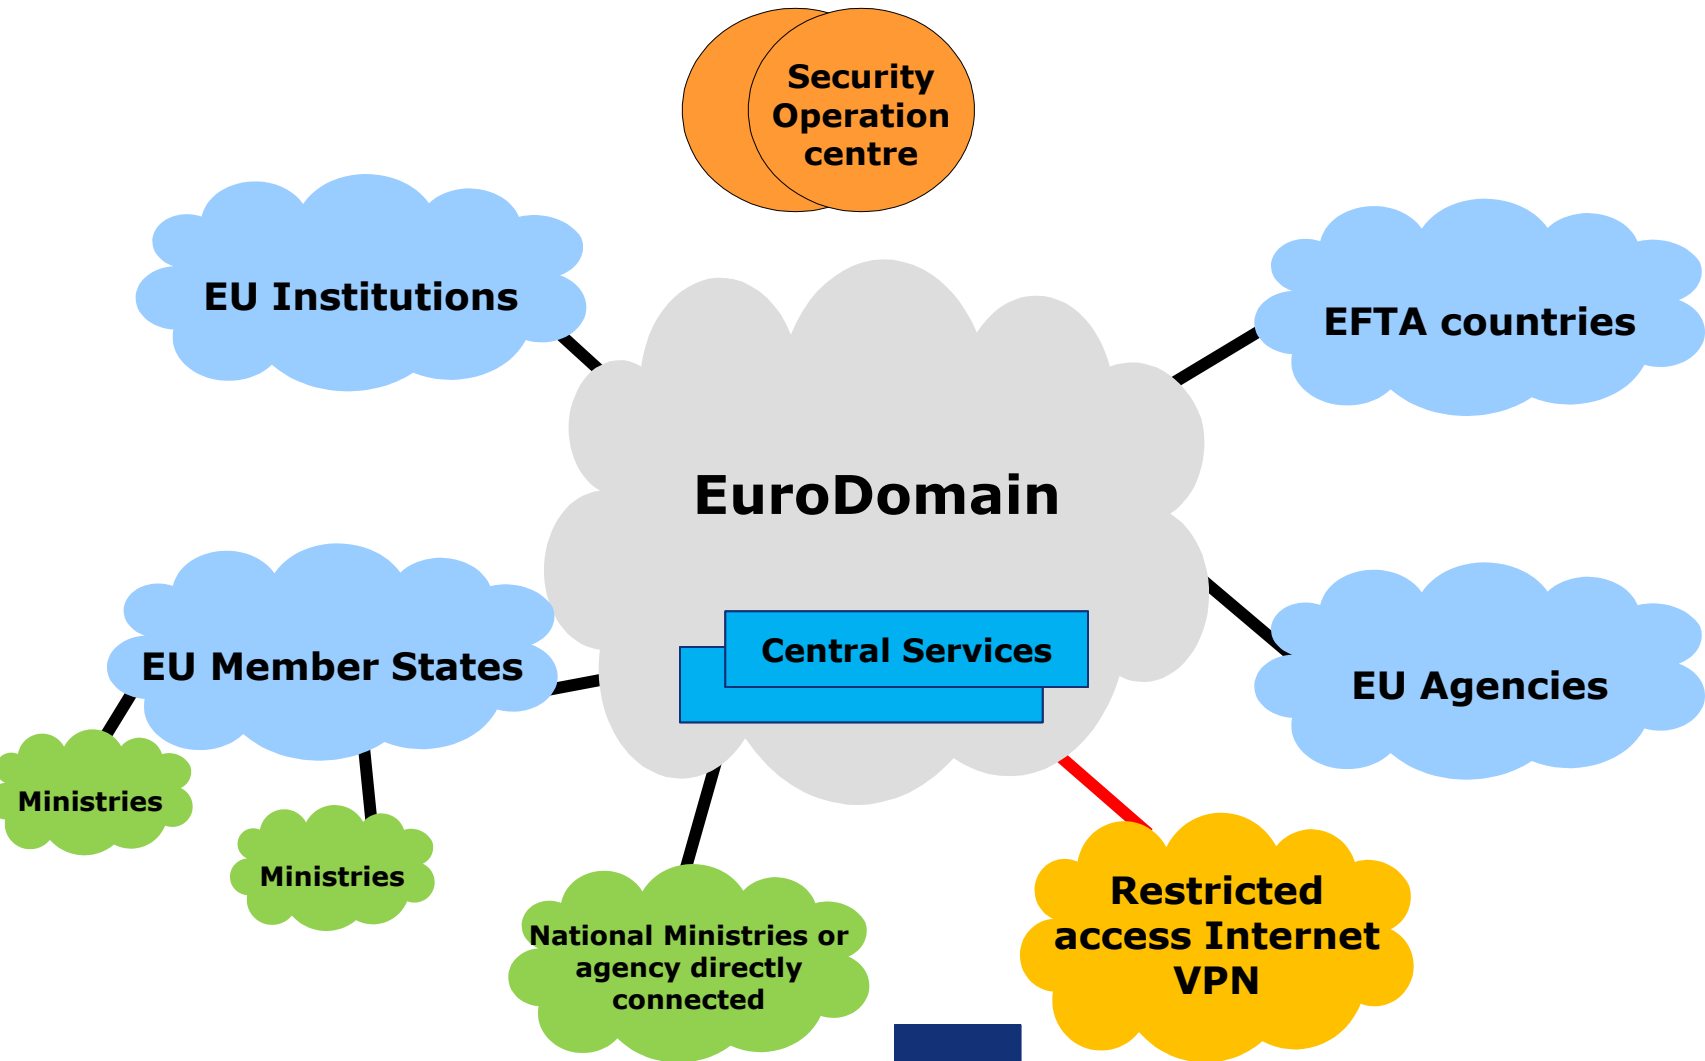 Security
Operation
centre
EU Institutions
EFTA countries
EuroDomain
Central Services
EU Member States
EU Agencies
Ministries
Ministries
National Ministries or
agency directly
connected
Restricted
access Internet
VPN